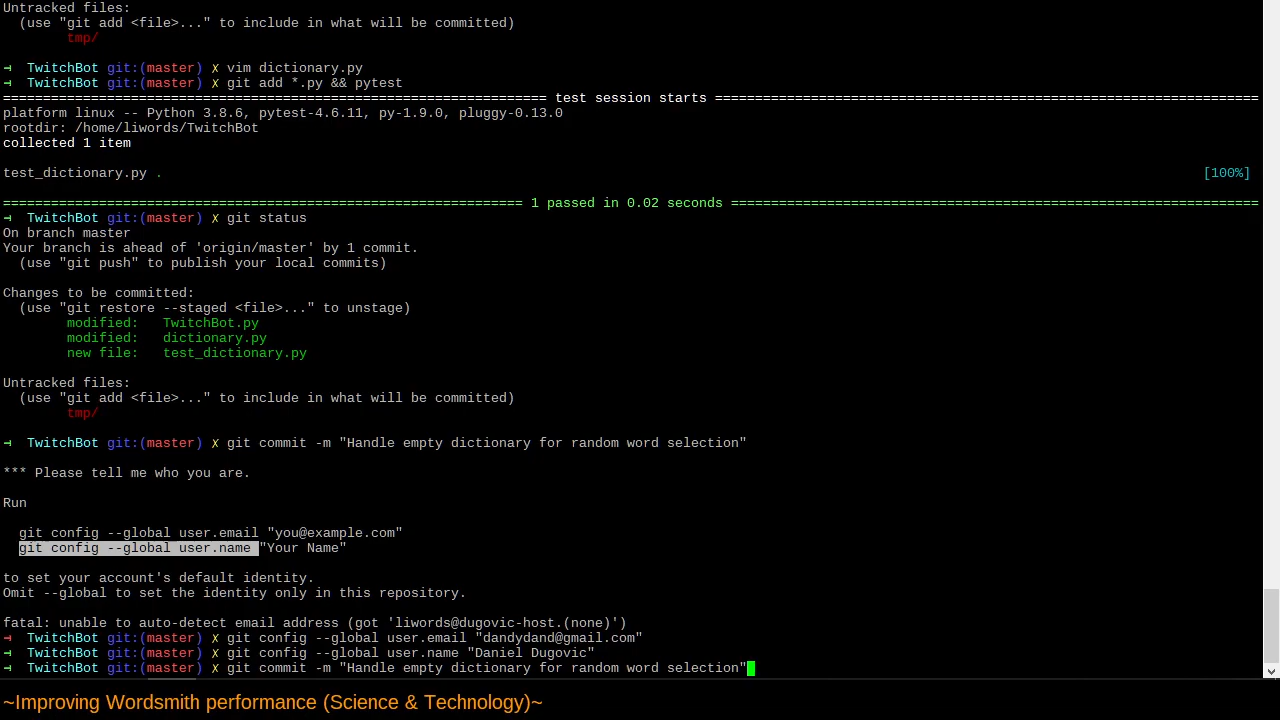 Untracked files:
  (use "git add <file>..." to include in what will be committed)
        tmp/
→  TwitchBot git:(master) ✗ vim dictionary.py
→  TwitchBot git:(master) ✗ git add *.py && pytest
==================================================================== test session starts ====================================================================
platform linux -- Python 3.8.6, pytest-4.6.11, py-1.9.0, pluggy-0.13.0
rootdir: /home/liwords/TwitchBot
collected 1 item
test_dictionary.py .                                                                                                                                  [100%]
================================================================= 1 passed in 0.02 seconds ==================================================================
→  TwitchBot git:(master) ✗ git status
On branch master
Your branch is ahead of 'origin/master' by 1 commit.
  (use "git push" to publish your local commits)
Changes to be committed:
  (use "git restore --staged <file>..." to unstage)
        modified:   TwitchBot.py
        modified:   dictionary.py
        new file:   test_dictionary.py
Untracked files:
  (use "git add <file>..." to include in what will be committed)
        tmp/
→  TwitchBot git:(master) ✗ git commit -m "Handle empty dictionary for random word selection"
*** Please tell me who you are.
Run
  git config --global user.email "you@example.com"
  git config --global user.name "Your Name"
to set your account's default identity.
Omit --global to set the identity only in this repository.
fatal: unable to auto-detect email address (got 'liwords@dugovic-host.(none)')
→  TwitchBot git:(master) ✗ git config --global user.email "dandydand@gmail.com"
→  TwitchBot git:(master) ✗ git config --global user.name "Daniel Dugovic"
→  TwitchBot git:(master) ✗ git commit -m "Handle empty dictionary for random word selection"
~Improving Wordsmith performance (Science & Technology)~